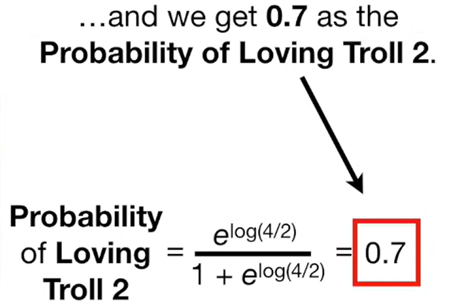 …and we get 0.7 as the
Probability of Loving Troll 2.
Probability
of Loving
Troll 2
= e^log(4/2) / 1 + e^log(4/2) = 0.7